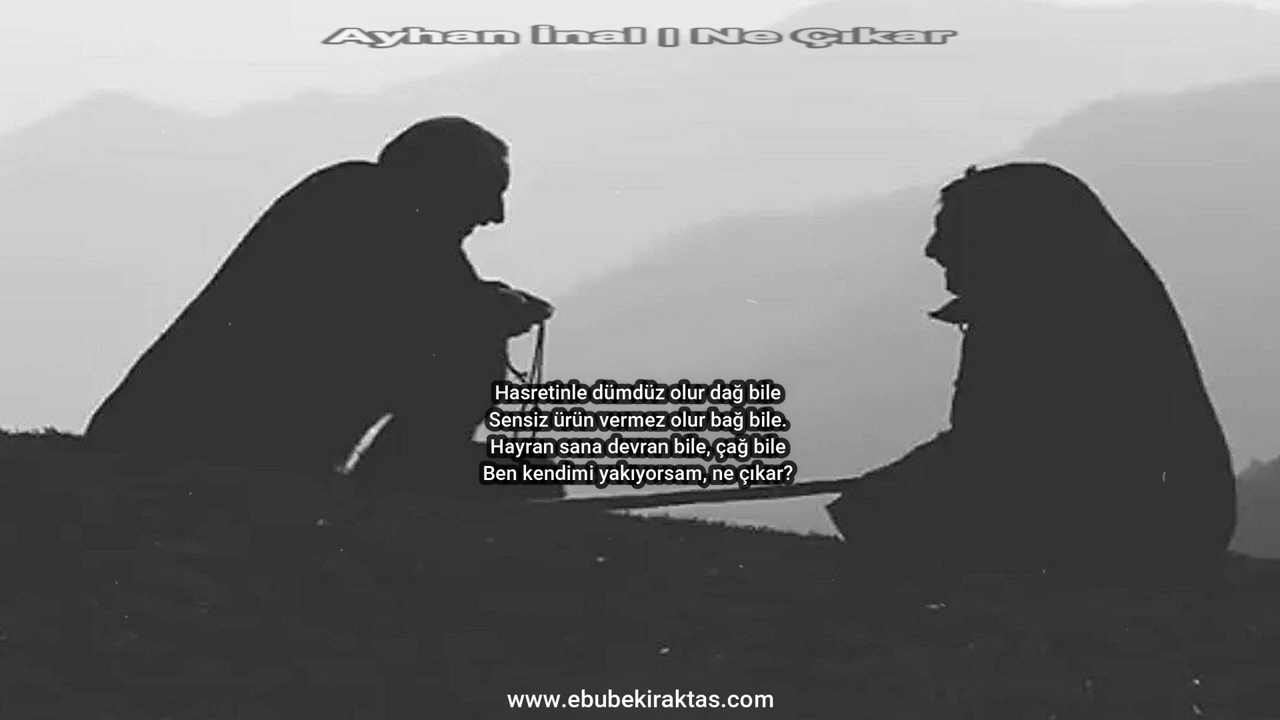 Ayhan İnal | Ne Çıkar
Hasretinle dümdüz olur dağ bile
Sensiz ürün vermez olur bağ bile.
Hayran sana devran bile, çağ bile
Ben kendimi yakıyorsam, ne çıkar?
www.ebubekiraktas.com